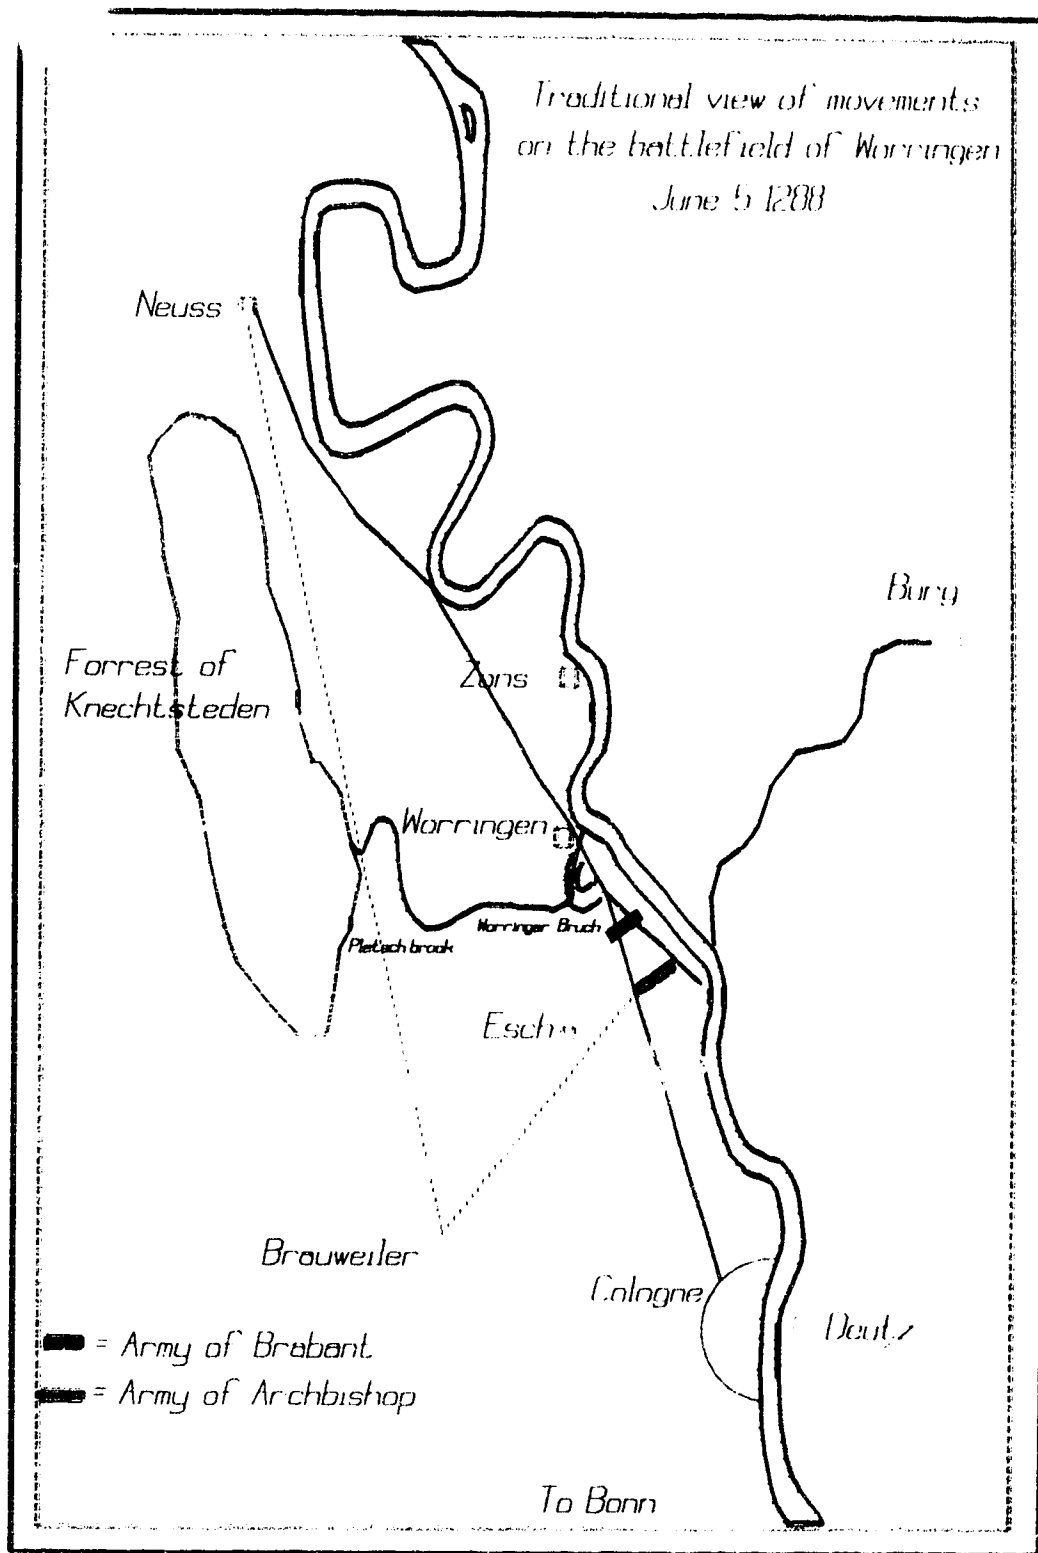 Traditional view of movements
on the battlefield of Worringen
June 5 1288
Neuss
Burg
Forrest of
Knechtsteden
Zons
Worringen
Worringer Bruch
Pletsch brook
Esch
Brauweiler
Cologne
Deutz
= Army of Brabant
= Army of Archbishop
To Bonn